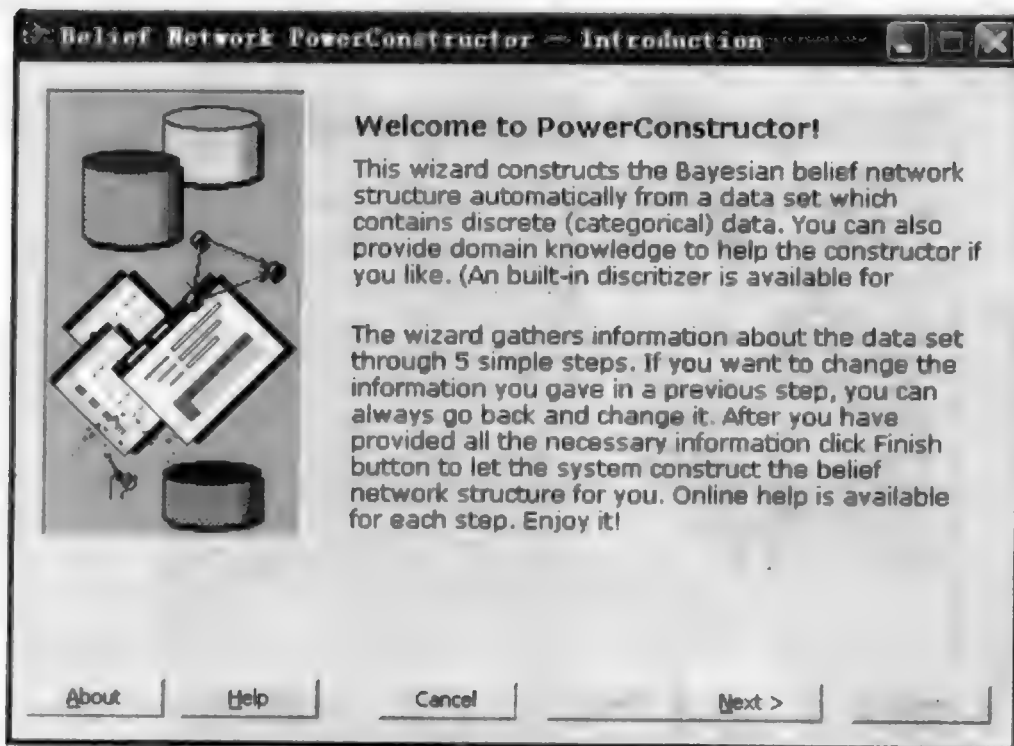 Belief Network PowerConstructor — Introduction
Welcome to PowerConstructor!
This wizard constructs the Bayesian belief network
structure automatically from a data set which
contains discrete (categorical) data. You can also
provide domain knowledge to help the constructor if
you like. (An built-in discritizer is available for
The wizard gathers information about the data set
through 5 simple steps. If you want to change the
information you gave in a previous step, you can
always go back and change it. After you have
provided all the necessary information click Finish
button to let the system construct the belief
network structure for you. Online help is available
for each step. Enjoy it!
About Help Cancel Next >